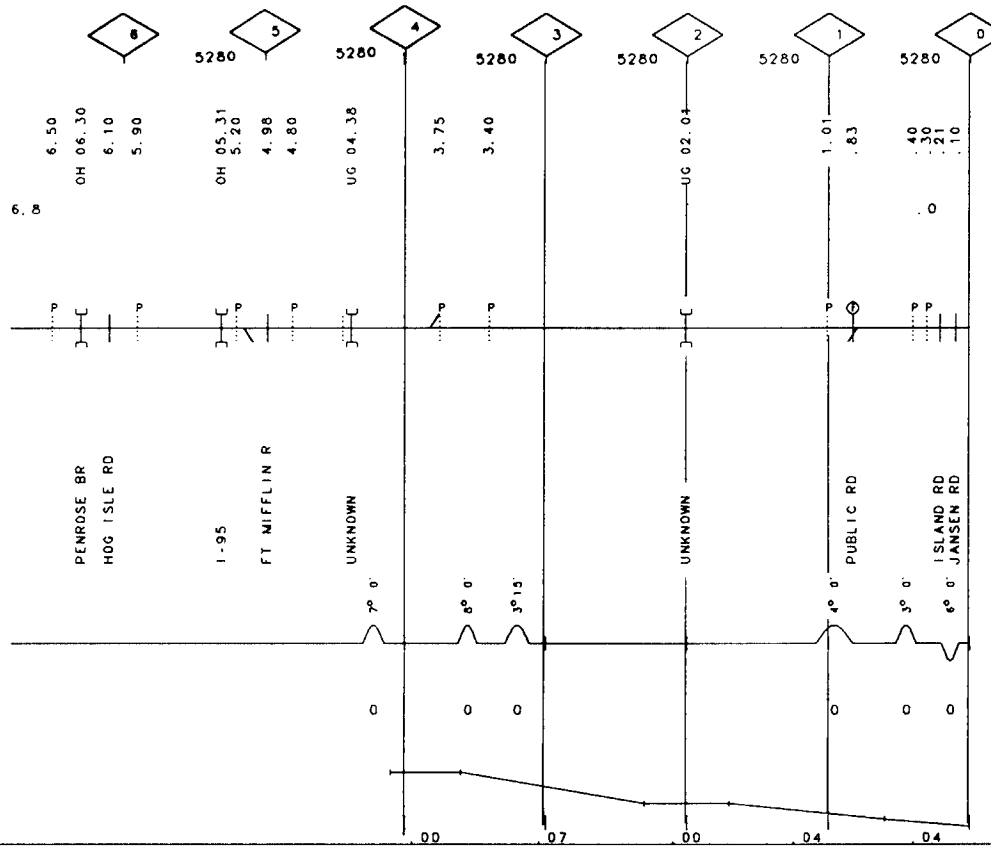 6 5 4 3 2 1 0
5280 5280 5280 5280 5280 5280
6.50
OH 06.30
6.10
5.90
OH 05.31
5.20
4.98
4.80
UG 04.38
3.75
3.40
UG 02.04
1.01
.83
.40
.30
.21
.10
6.8 .0
P P P P P P P P P P
PENROSE BR
HOG ISLE RD
I-95
FT MIFFLIN R
UNKNOWN
UNKNOWN
PUBLIC RD
ISLAND RD
JANSEN RD
7° 0'
8° 0'
3° 15'
4° 0'
3° 0'
6° 0'
0 0 0 0 0 0
.00 .07 .00 .04 .04